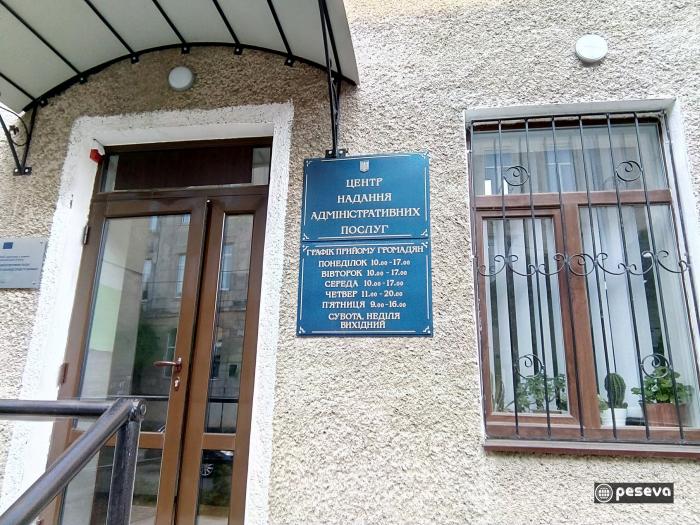 ЦЕНТР
НАДАННЯ
АДМІНІСТРАТИВНИХ
ПОСЛУГ
ГРАФІК ПРИЙОМУ ГРОМАДЯН
ПОНЕДІЛОК 10.00-17.00
ВІВТОРОК 10.00-17.00
СЕРЕДА 10.00-17.00
ЧЕТВЕР 11.00-20.00
П'ЯТНИЦЯ 9.00-16.00
СУБОТА, НЕДІЛЯ
ВИХІДНИЙ
peseva